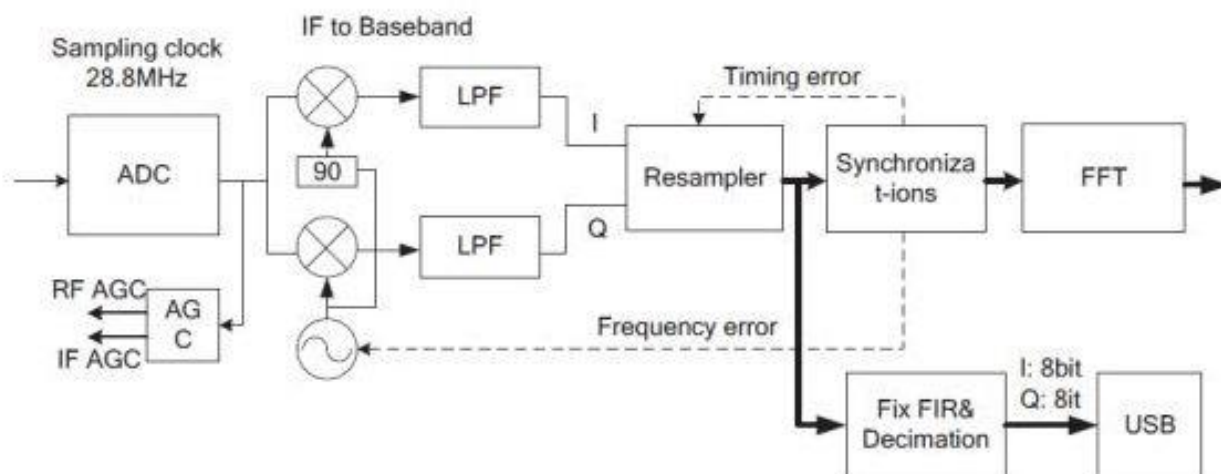 IF to Baseband
Sampling clock
28.8MHz
ADC
LPF
I
Timing error
Resampler
Synchroniza
t-ions
FFT
90
LPF
Q
RF AGC
AG
C
IF AGC
Frequency error
Fix FIR&
Decimation
I: 8bit
Q: 8it
USB